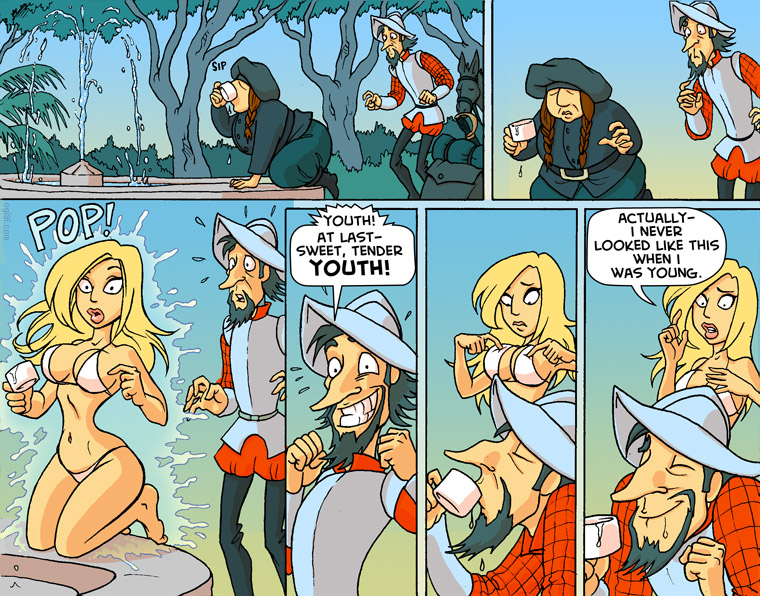 SIP
POP!
YOUTH!
AT LAST-
SWEET, TENDER
YOUTH!
ACTUALLY-
I NEVER
LOOKED LIKE THIS
WHEN I
WAS YOUNG.